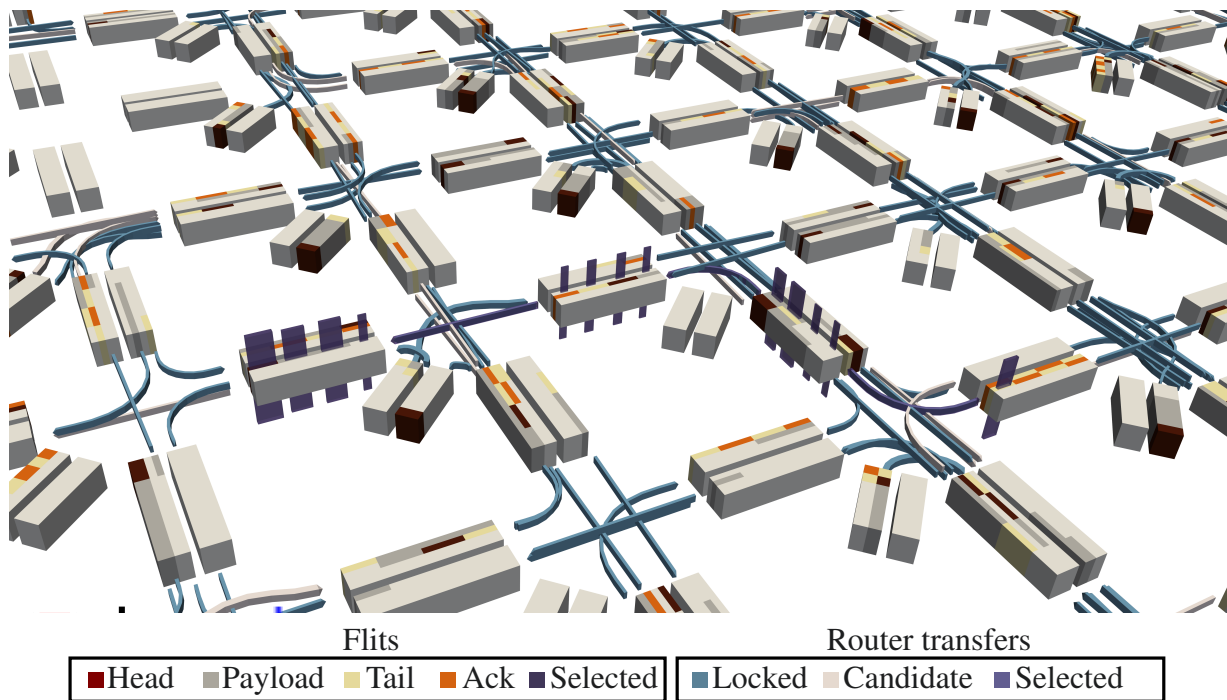 Flits
Router transfers
Head Payload Tail Ack Selected
Locked Candidate Selected